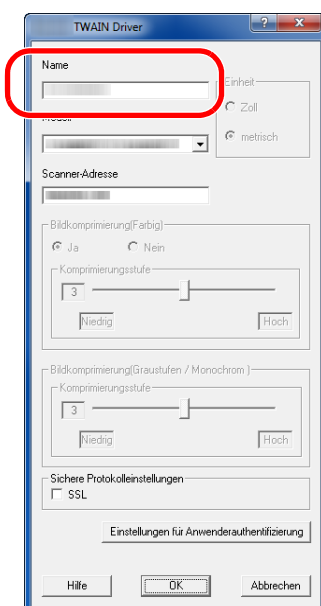 TWAIN Driver
Name
Einheit
Zoll
metrisch
Modell
Scanner-Adresse
Bildkomprimierung(Farbig)
Ja Nein
Komprimierungsstufe
3
Niedrig Hoch
Bildkomprimierung(Graustufen / Monochrom )
Komprimierungsstufe
3
Niedrig Hoch
Sichere Protokolleinstellungen
SSL
Einstellungen für Anwenderauthentifizierung
Hilfe OK Abbrechen